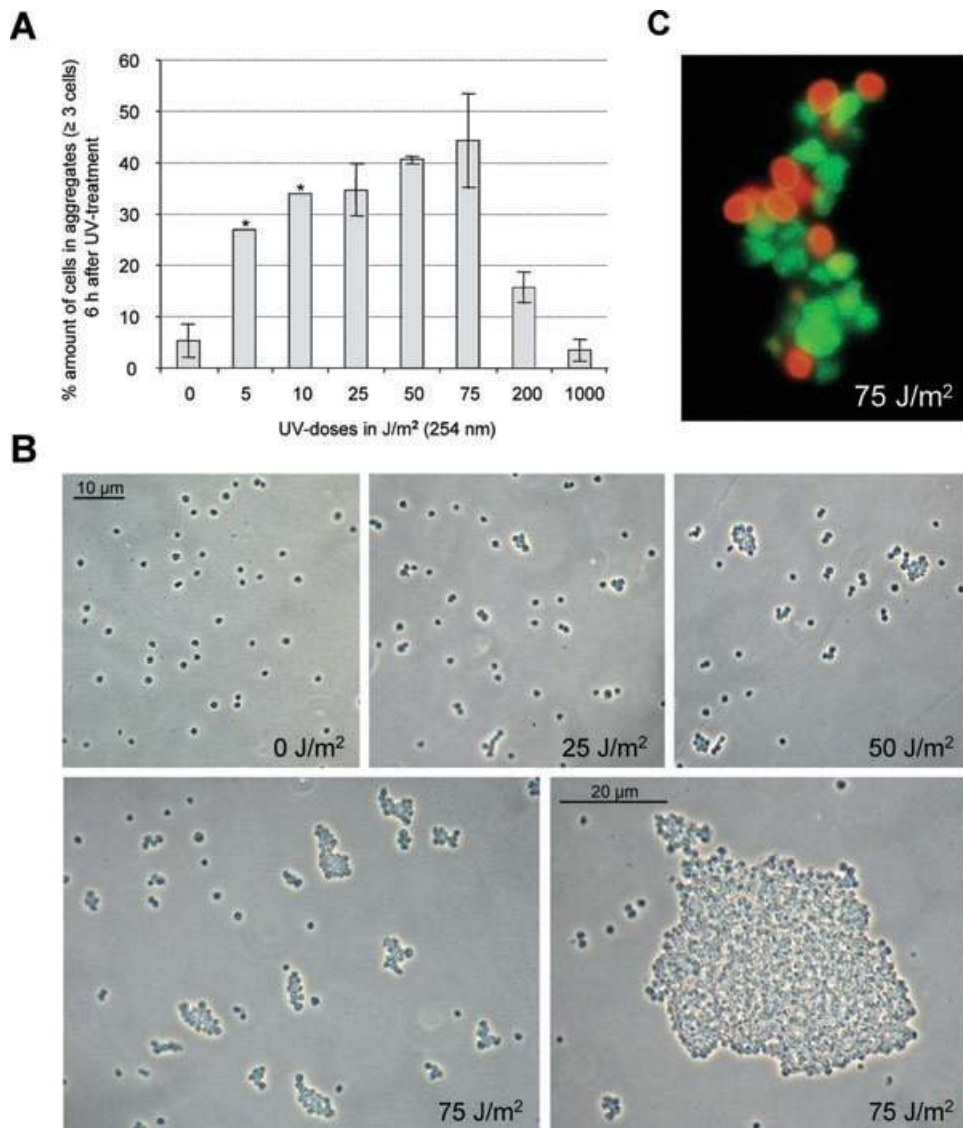 A
% amount of cells in aggregates (≥ 3 cells)
6 h after UV-treatment
60
50
40
30
20
10
0
*
*
0 5 10 25 50 75 200 1000
UV-doses in J/m² (254 nm)
C
75 J/m²
B
10 µm
0 J/m²
25 J/m²
50 J/m²
75 J/m²
20 µm
75 J/m²